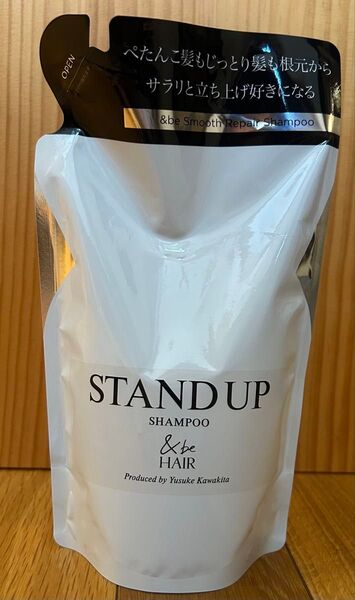 OPEN
ぺたんこ髪もじっとり髪も根元から
サラリと立ち上げ好きになる
&be Smooth Repair Shampoo
STAND UP
SHAMPOO
&be
HAIR
Produced by Yusuke Kawakita